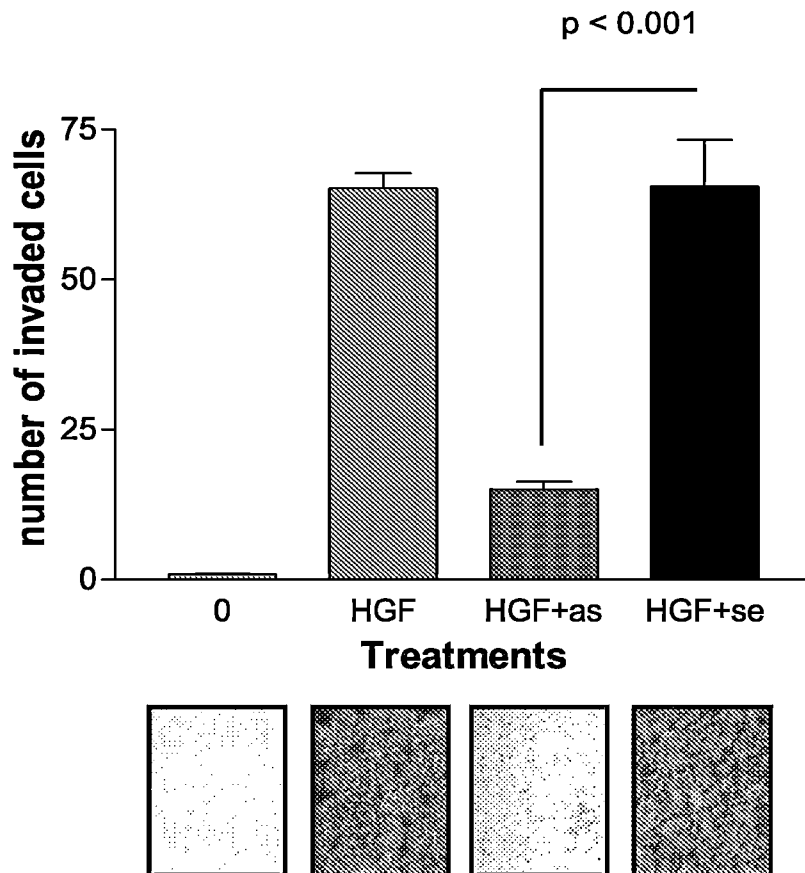 p < 0.001
number of invaded cells
75
50
25
0
0 HGF HGF+as HGF+se
Treatments